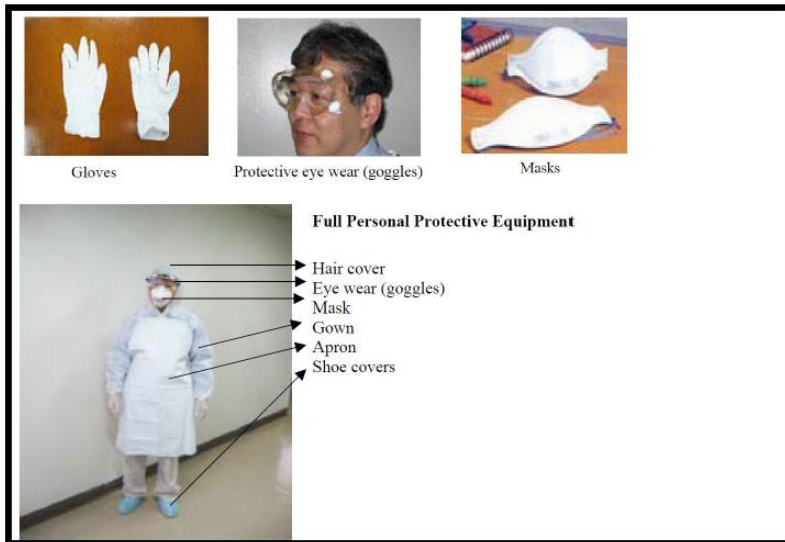 Gloves
Protective eye wear (goggles)
Masks
Full Personal Protective Equipment
Hair cover
Eye wear (goggles)
Mask
Gown
Apron
Shoe covers